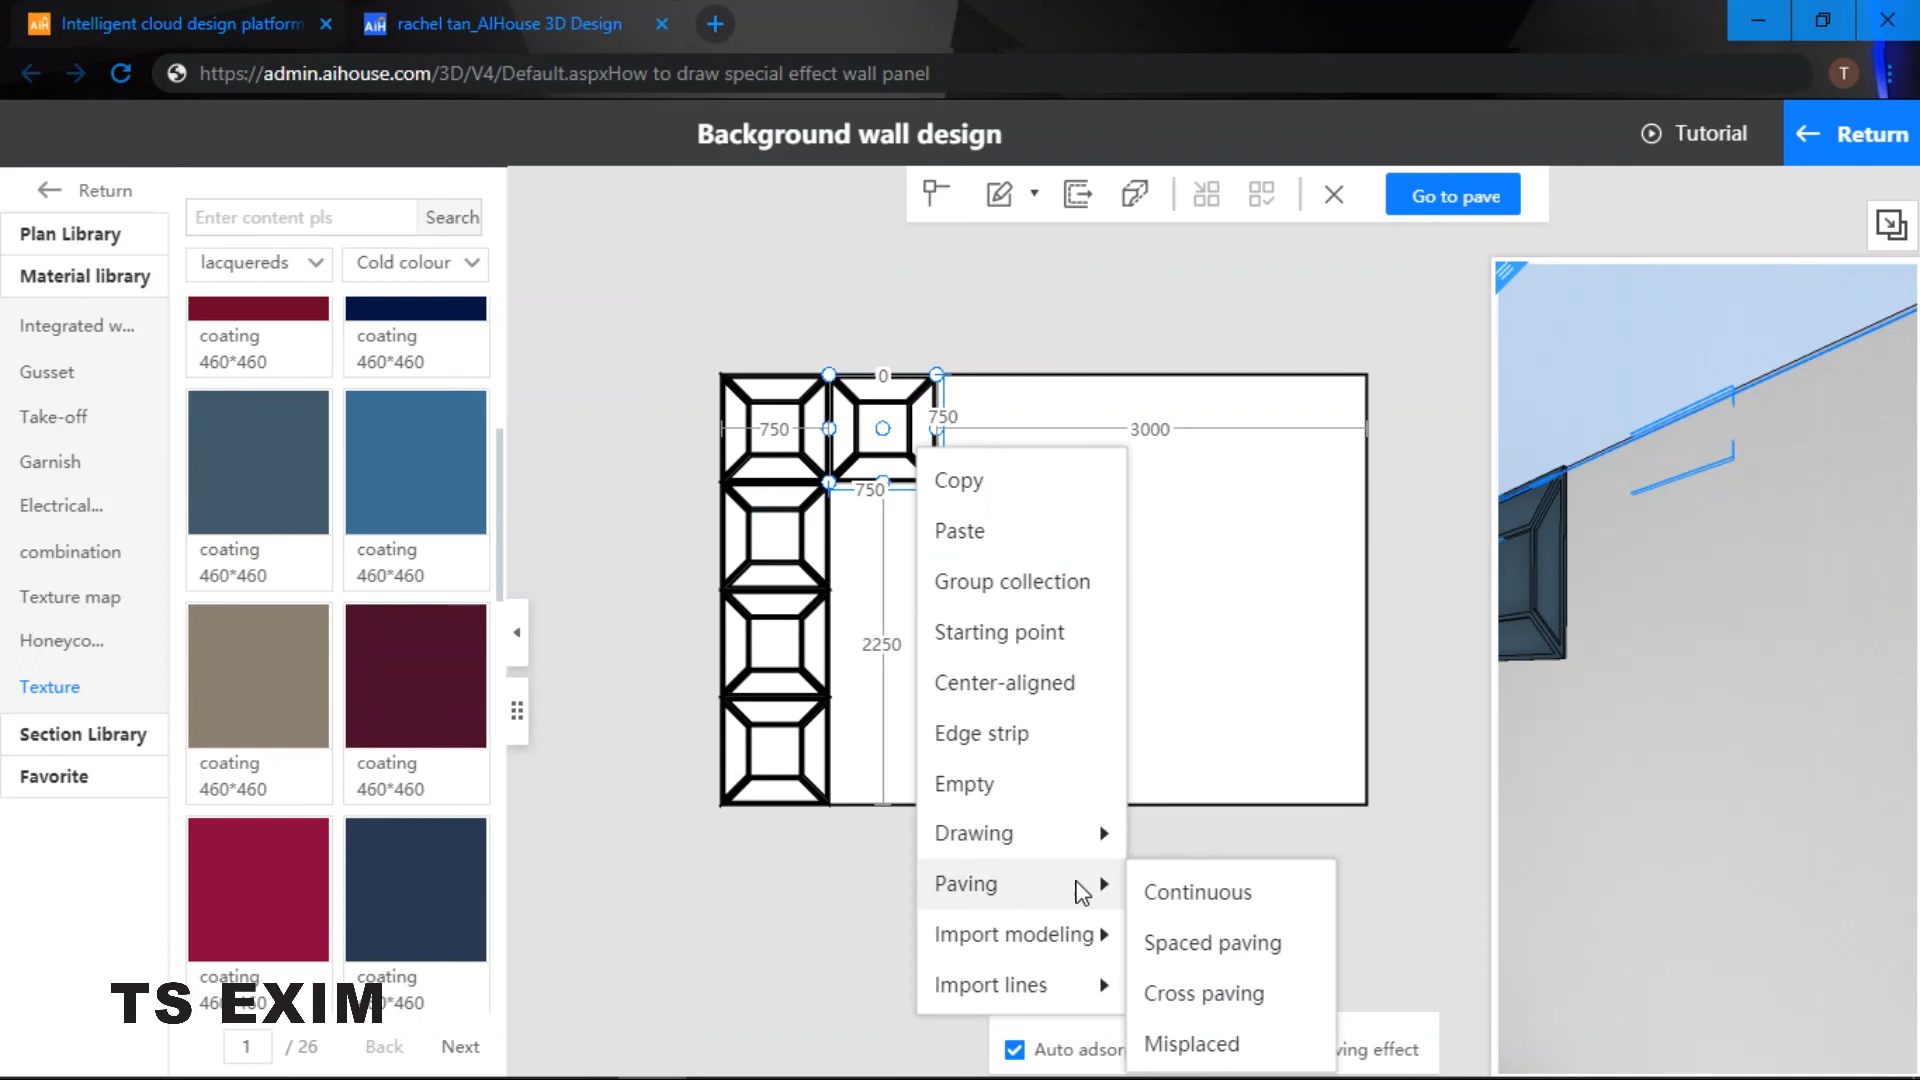 Intelligent cloud design platform
rachel tan_AIHouse 3D Design
https://admin.aihouse.com/3D/V4/Default.aspxHow to draw special effect wall panel
T
Background wall design
Tutorial
Return
Return
Plan Library
Material library
Integrated w...
Gusset
Take-off
Garnish
Electrical...
combination
Texture map
Honeyco...
Texture
Section Library
Favorite
Enter content pls
Search
lacquereds
Cold colour
coating
460*460
coating
460*460
coating
460*460
coating
460*460
coating
460*460
coating
460*460
coating
coating
TS EXIM
1 / 26 Back Next
Go to pave
0
750
750
3000
750
2250
Copy
Paste
Group collection
Starting point
Center-aligned
Edge strip
Empty
Drawing
Paving
Import modeling
Import lines
Continuous
Spaced paving
Cross paving
Misplaced
Auto adsor
ving effect